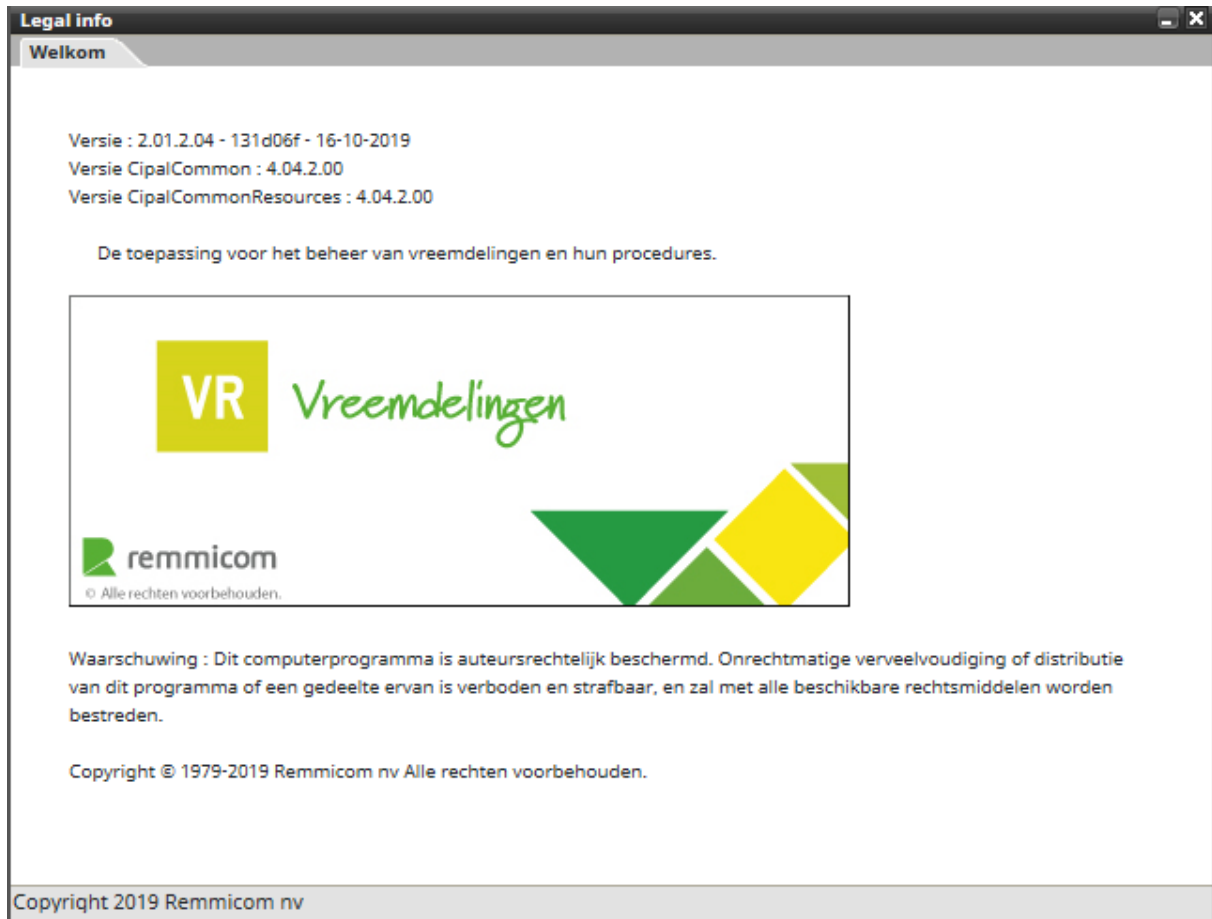 Legal info
Welkom
Versie : 2.01.2.04 - 131d06f - 16-10-2019
Versie CipalCommon : 4.04.2.00
Versie CipalCommonResources : 4.04.2.00
De toepassing voor het beheer van vreemdelingen en hun procedures.
VR Vreemdelingen
remmicom
© Alle rechten voorbehouden.
Waarschuwing : Dit computerprogramma is auteursrechtelijk beschermd. Onrechtmatige verveelvoudiging of distributie
van dit programma of een gedeelte ervan is verboden en strafbaar, en zal met alle beschikbare rechtsmiddelen worden
bestreden.
Copyright © 1979-2019 Remmicom nv Alle rechten voorbehouden.
Copyright 2019 Remmicom nv